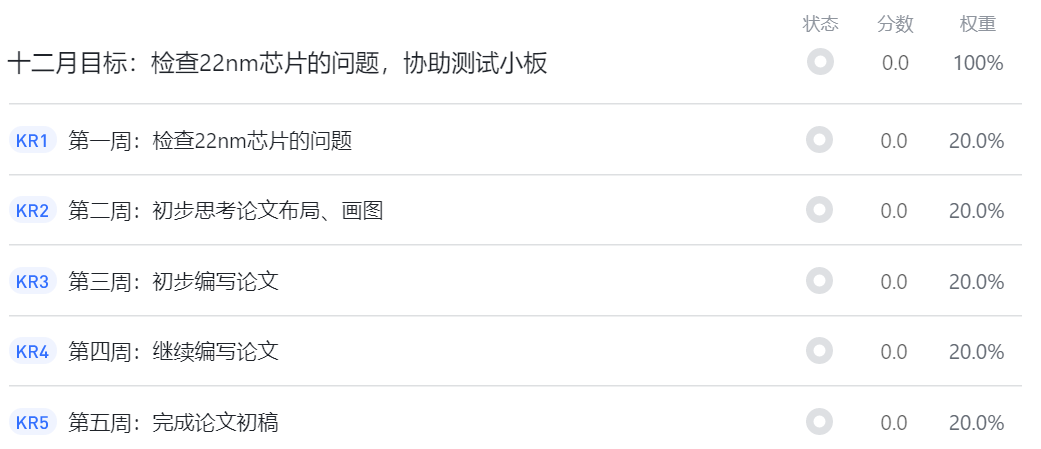 状态 分数 权重
十二月目标：检查22nm芯片的问题，协助测试小板 0.0 100%
KR1 第一周：检查22nm芯片的问题 0.0 20.0%
KR2 第二周：初步思考论文布局、画图 0.0 20.0%
KR3 第三周：初步编写论文 0.0 20.0%
KR4 第四周：继续编写论文 0.0 20.0%
KR5 第五周：完成论文初稿 0.0 20.0%